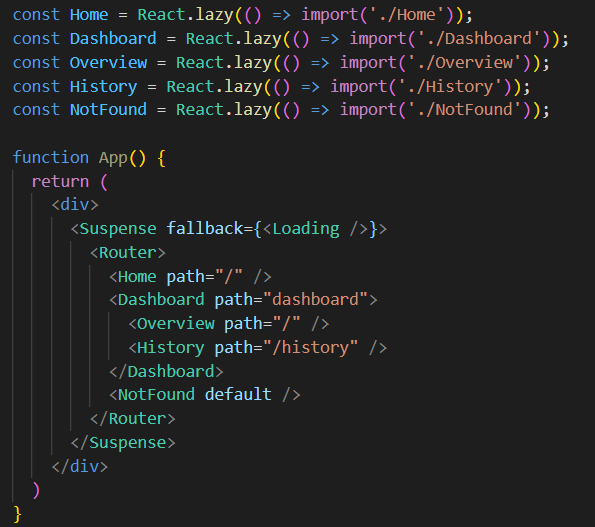 const Home = React.lazy(() => import('./Home'));
const Dashboard = React.lazy(() => import('./Dashboard'));
const Overview = React.lazy(() => import('./Overview'));
const History = React.lazy(() => import('./History'));
const NotFound = React.lazy(() => import('./NotFound'));

function App() {
  return (
    <div>
      <Suspense fallback={<Loading />}>
        <Router>
          <Home path="/" />
          <Dashboard path="dashboard">
            <Overview path="/" />
            <History path="/history" />
          </Dashboard>
          <NotFound default />
        </Router>
      </Suspense>
    </div>
  )
}